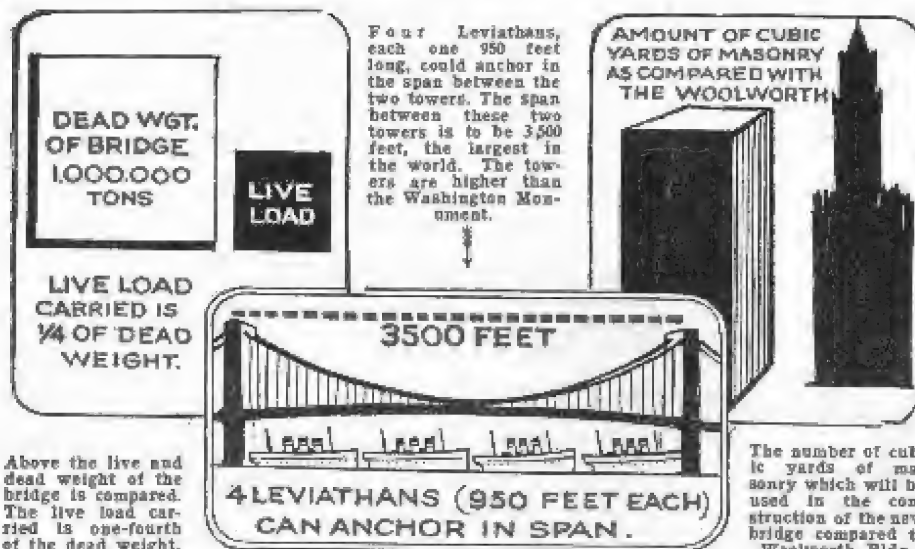 DEAD WGT.
OF BRIDGE
1,000.000
TONS
LIVE
LOAD
LIVE LOAD
CARRIED IS
1/4 OF DEAD
WEIGHT.
Four Leviathans,
each one 950 feet
long, could anchor in
the span between the
two towers. The span
between these two
towers is to be 3,500
feet, the largest in
the world. The tow-
ers are higher than
the Washington Mon-
ument.
AMOUNT OF CUBIC
YARDS OF MASONRY
AS COMPARED WITH
THE WOOLWORTH
3500 FEET
4 LEVIATHANS (950 FEET EACH)
CAN ANCHOR IN SPAN.
Above the live and
dead weight of the
bridge is compared.
The live load car-
ried is one-fourth
of the dead weight.
The number of cub-
ic yards of ma-
sonry which will b
used in the con-
struction of the new
bridge compared t
Woolworth